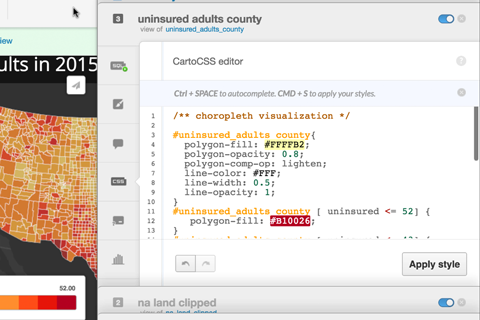 3 uninsured adults county
view of uninsured_adults_county
view
ults in 2015
SQL
CartoCSS editor
?
Ctrl + SPACE to autocomplete. CMD + S to apply your styles.
1 /** choropleth visualization */
2
3 #uninsured_adults_county{
4 polygon-fill: #FFFFB2;
5 polygon-opacity: 0.8;
6 polygon-comp-op: lighten;
7 line-color: #FFF;
8 line-width: 0.5;
9 line-opacity: 1;
10 }
11 #uninsured_adults_county [ uninsured <= 52] {
12 polygon-fill: #B10026;
13 }
CSS
52.00
Apply style
2 na land clipped
view of na_land_clipped